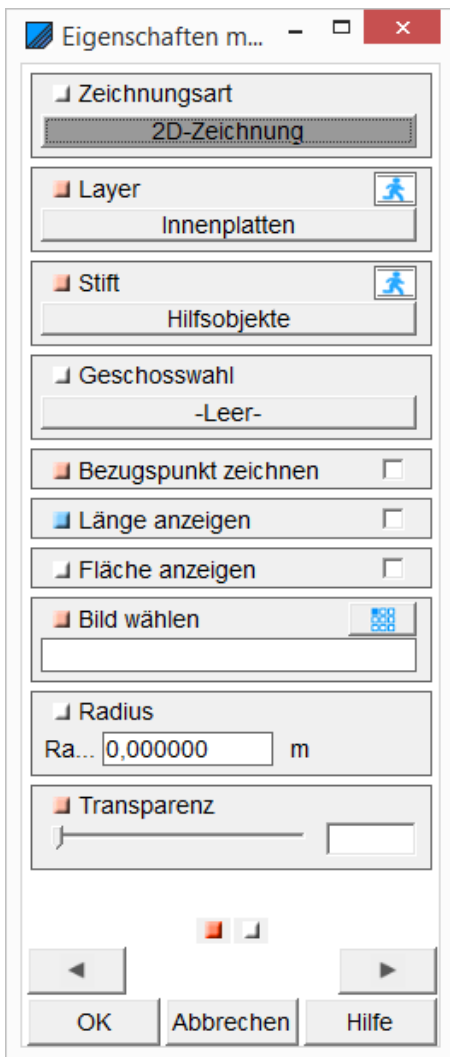 Eigenschaften m...
Zeichnungsart
2D-Zeichnung
Layer
Innenplatten
Stift
Hilfsobjekte
Geschosswahl
-Leer-
Bezugspunkt zeichnen
Länge anzeigen
Fläche anzeigen
Bild wählen
Radius
Ra... 0,000000 m
Transparenz
OK Abbrechen Hilfe